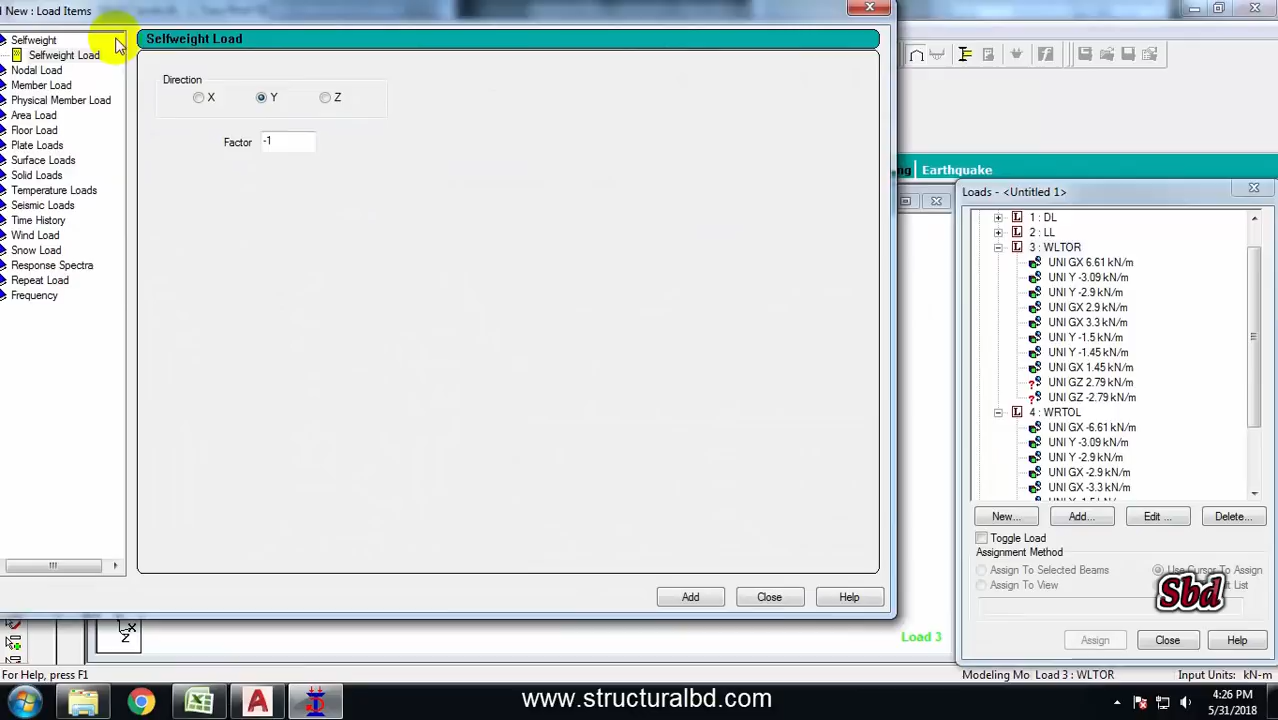 New : Load Items
Selfweight
Selfweight Load
Nodal Load
Member Load
Physical Member Load
Area Load
Floor Load
Plate Loads
Surface Loads
Solid Loads
Temperature Loads
Seismic Loads
Time History
Wind Load
Snow Load
Response Spectra
Repeat Load
Frequency
Selfweight Load
Direction
X
Y
Z
Factor
-1
Add
Close
Help
Earthquake
Loads - <Untitled 1>
1 : DL
2 : LL
3 : WLTOR
UNI GX 6.61 kN/m
UNI Y -3.09 kN/m
UNI Y -2.9 kN/m
UNI GX 2.9 kN/m
UNI GX 3.3 kN/m
UNI Y -1.5 kN/m
UNI Y -1.45 kN/m
UNI GX 1.45 kN/m
UNI GZ 2.79 kN/m
UNI GZ -2.79 kN/m
4 : WRTOL
UNI GX -6.61 kN/m
UNI Y -3.09 kN/m
UNI Y -2.9 kN/m
UNI GX -2.9 kN/m
UNI GX -3.3 kN/m
New...
Add...
Edit ...
Delete...
Toggle Load
Assignment Method
Assign To Selected Beams
Use Cursor To Assign
Assign To View
List
Sbd
Assign
Close
Help
X
Z
Load 3
For Help, press F1
Modeling Mo
Load 3 : WLTOR
Input Units:
kN-m
www.structuralbd.com
4:26 PM
5/31/2018